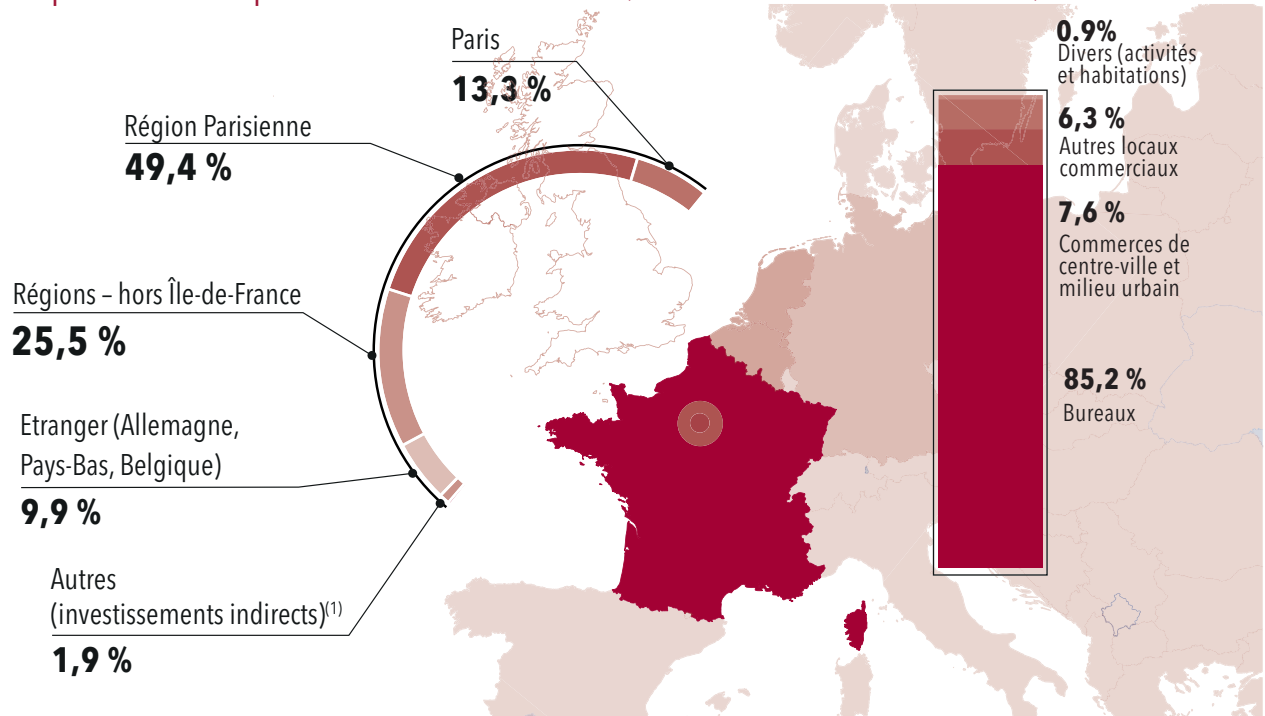 Paris
13,3 %
Région Parisienne
49,4 %
Régions – hors Île-de-France
25,5 %
Etranger (Allemagne,
Pays-Bas, Belgique)
9,9 %
Autres
(investissements indirects)(1)
1,9 %
0.9%
Divers (activités
et habitations)
6,3 %
Autres locaux
commerciaux
7,6 %
Commerces de
centre-ville et
milieu urbain
85,2 %
Bureaux